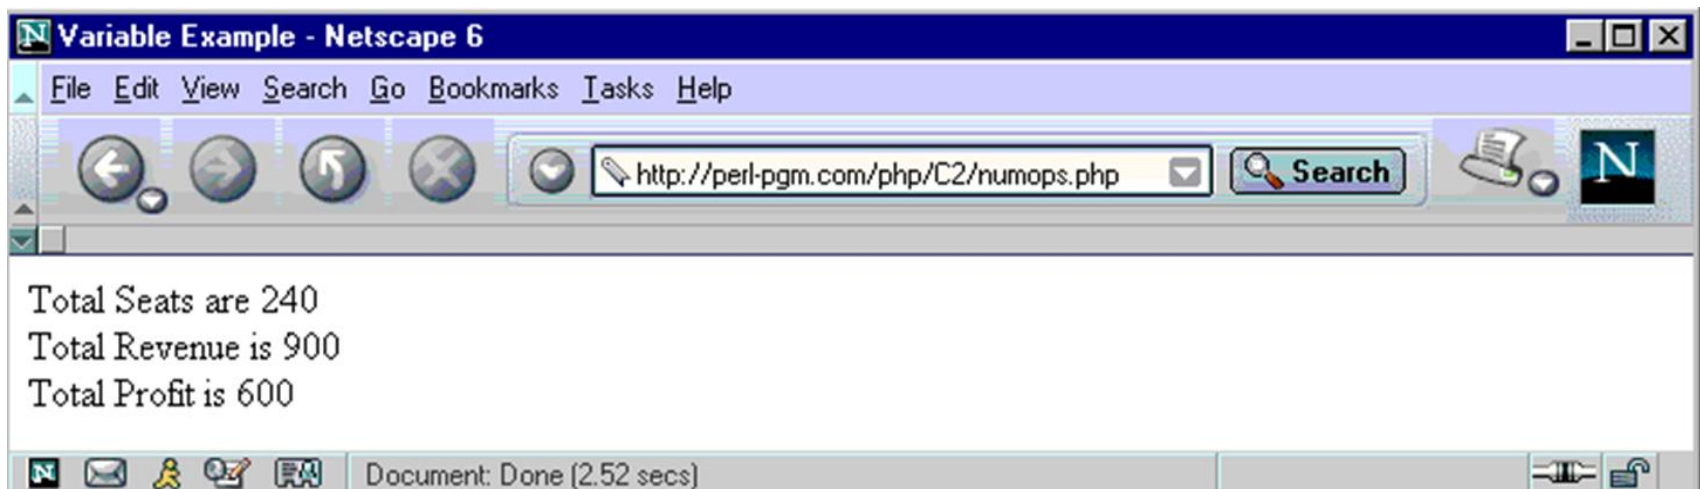 Variable Example - Netscape 6
File Edit View Search Go Bookmarks Tasks Help
http://perl-pgm.com/php/C2/numops.php Search N
Total Seats are 240
Total Revenue is 900
Total Profit is 600
Document: Done (2.52 secs)